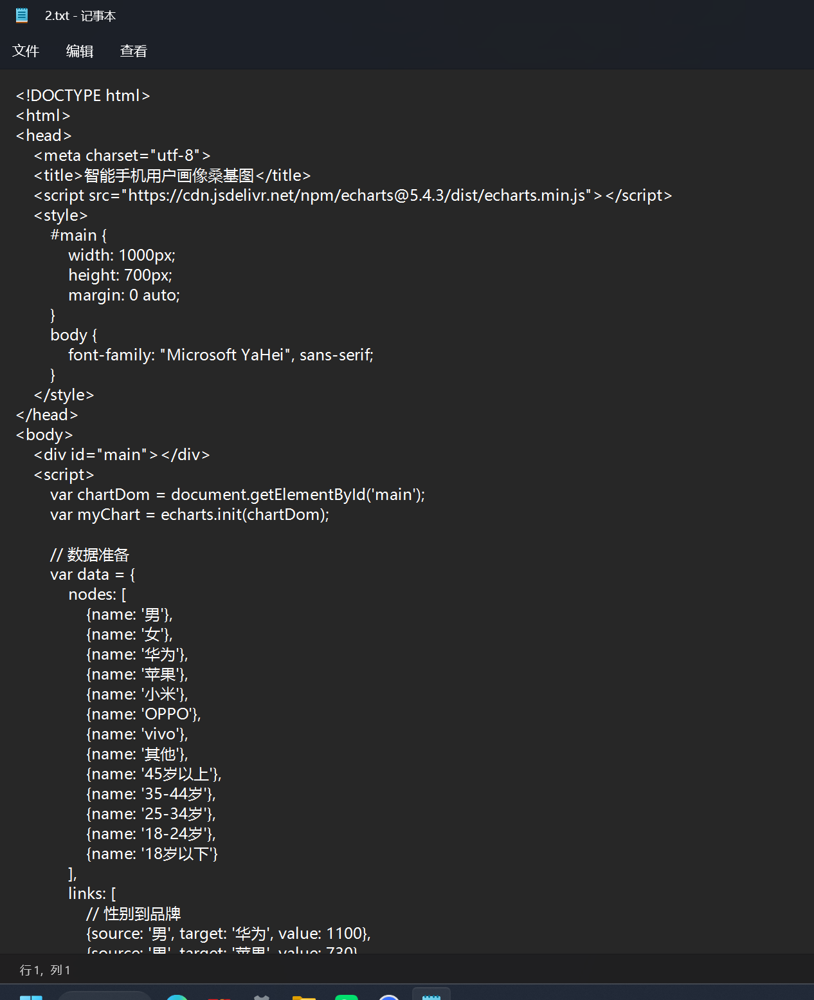 2.txt - 记事本
文件 编辑 查看
<!DOCTYPE html>
<html>
<head>
<meta charset="utf-8">
<title>智能手机用户画像桑基图</title>
<script src="https://cdn.jsdelivr.net/npm/echarts@5.4.3/dist/echarts.min.js"></script>
<style>
#main {
width: 1000px;
height: 700px;
margin: 0 auto;
}
body {
font-family: "Microsoft YaHei", sans-serif;
}
</style>
</head>
<body>
<div id="main"></div>
<script>
var chartDom = document.getElementById('main');
var myChart = echarts.init(chartDom);
// 数据准备
var data = {
nodes: [
{name: '男'},
{name: '女'},
{name: '华为'},
{name: '苹果'},
{name: '小米'},
{name: 'OPPO'},
{name: 'vivo'},
{name: '其他'},
{name: '45岁以上'},
{name: '35-44岁'},
{name: '25-34岁'},
{name: '18-24岁'},
{name: '18岁以下'}
],
links: [
// 性别到品牌
{source: '男', target: '华为', value: 1100},
{source: '男', target: '苹果', value: 730}
行 1, 列 1